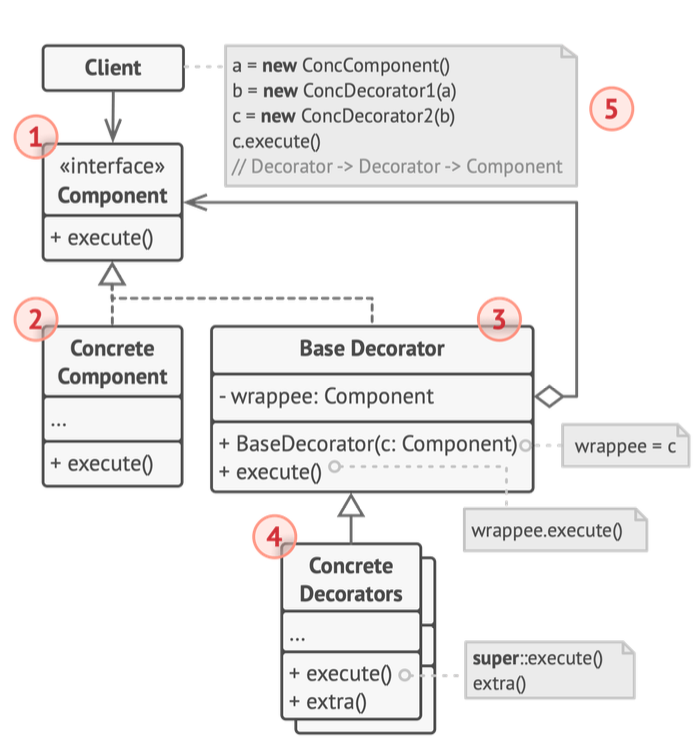 Client
a = new ConcComponent()
b = new ConcDecorator1(a)
c = new ConcDecorator2(b)
c.execute()
// Decorator -> Decorator -> Component
5
1
«interface»
Component
+ execute()
2
Concrete
Component
...
+ execute()
3
Base Decorator
- wrappee: Component
+ BaseDecorator(c: Component)
+ execute()
wrappee = c
wrappee.execute()
4
Concrete
Decorators
...
+ execute()
+ extra()
super::execute()
extra()